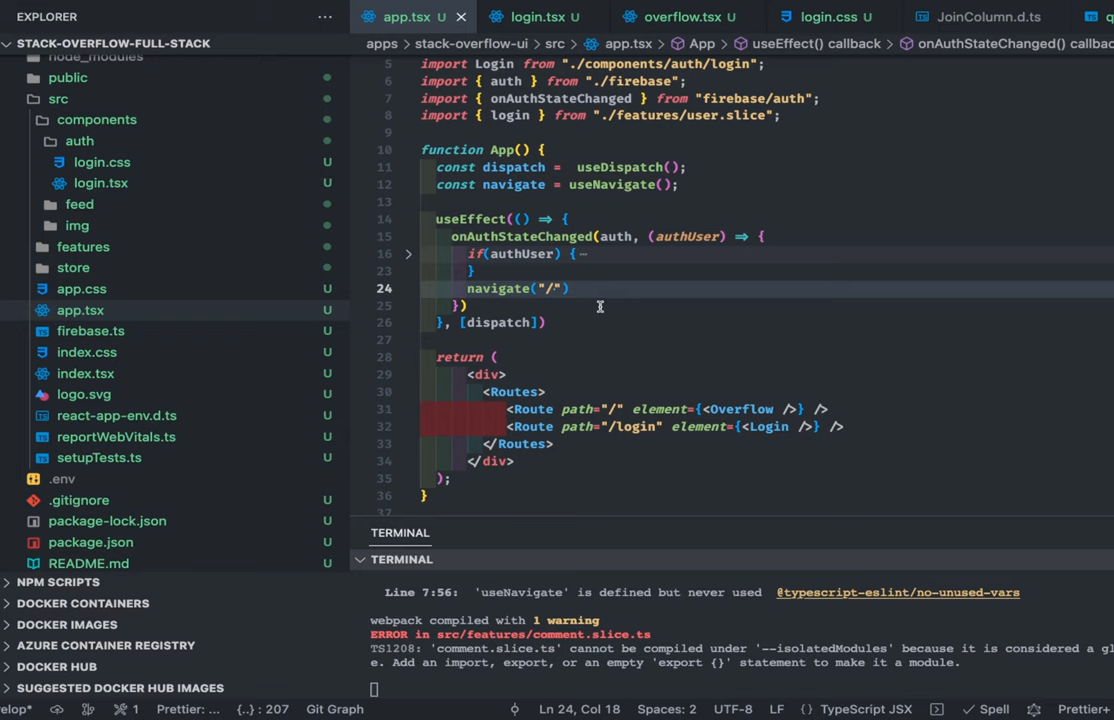 EXPLORER
STACK-OVERFLOW-FULL-STACK
node_modules
public
src
components
auth
login.css U
login.tsx U
feed
img
features
store
app.css U
app.tsx U
firebase.ts U
index.css U
index.tsx U
logo.svg U
react-app-env.d.ts U
reportWebVitals.ts U
setupTests.ts U
.env
.gitignore U
package-lock.json U
package.json U
README.md U
NPM SCRIPTS
DOCKER CONTAINERS
DOCKER IMAGES
AZURE CONTAINER REGISTRY
DOCKER HUB
SUGGESTED DOCKER HUB IMAGES
app.tsx U login.tsx U overflow.tsx U login.css U JoinColumn.d.ts
apps > stack-overflow-ui > src > app.tsx > App > useEffect() callback > onAuthStateChanged() callba
5 import Login from "./components/auth/login";
6 import { auth } from "./firebase";
7 import { onAuthStateChanged } from "firebase/auth";
8 import { login } from "./features/user.slice";
9
10 function App() {
11 const dispatch = useDispatch();
12 const navigate = useNavigate();
13
14 useEffect(() => {
15 onAuthStateChanged(auth, (authUser) => {
16 if(authUser) { ⋯
23 }
24 navigate("/")
25 })
26 }, [dispatch])
27
28 return (
29 <div>
30 <Routes>
31 <Route path="/" element={<Overflow />} />
32 <Route path="/login" element={<Login />} />
33 </Routes>
34 </div>
35 );
36 }
37
TERMINAL
TERMINAL
Line 7:56: 'useNavigate' is defined but never used @typescript-eslint/no-unused-vars
webpack compiled with 1 warning
ERROR in src/features/comment.slice.ts
TS1208: 'comment.slice.ts' cannot be compiled under '--isolatedModules' because it is considered a gl
e. Add an import, export, or an empty 'export {}' statement to make it a module.
velop* 1 Prettier: ... {..} : 207 Git Graph Ln 24, Col 18 Spaces: 2 UTF-8 LF {} TypeScript JSX Spell Prettier+